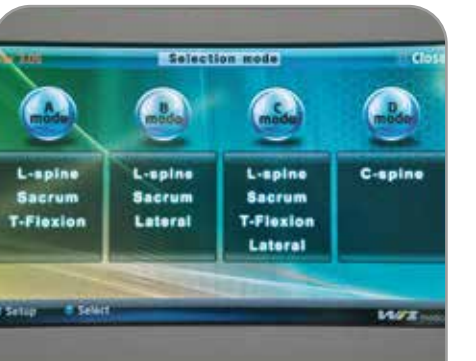 Selection mode
Close
A mode
B mode
C mode
D mode
L-spine
Sacrum
T-Flexion
L-spine
Sacrum
Lateral
L-spine
Sacrum
T-Flexion
Lateral
C-spine
Setup
Select